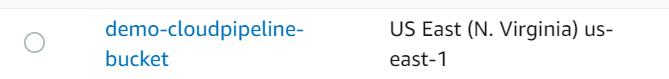 demo-cloudpipeline-
bucket
US East (N. Virginia) us-
east-1